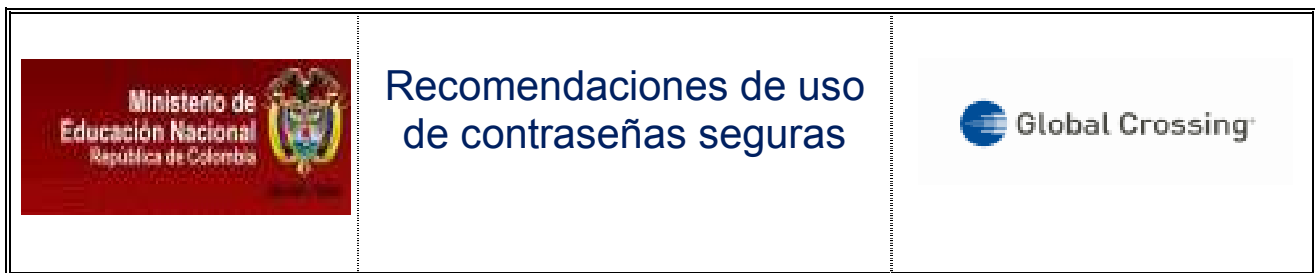 Ministerio de
Educación Nacional
República de Colombia
Recomendaciones de uso
de contraseñas seguras
Global Crossing